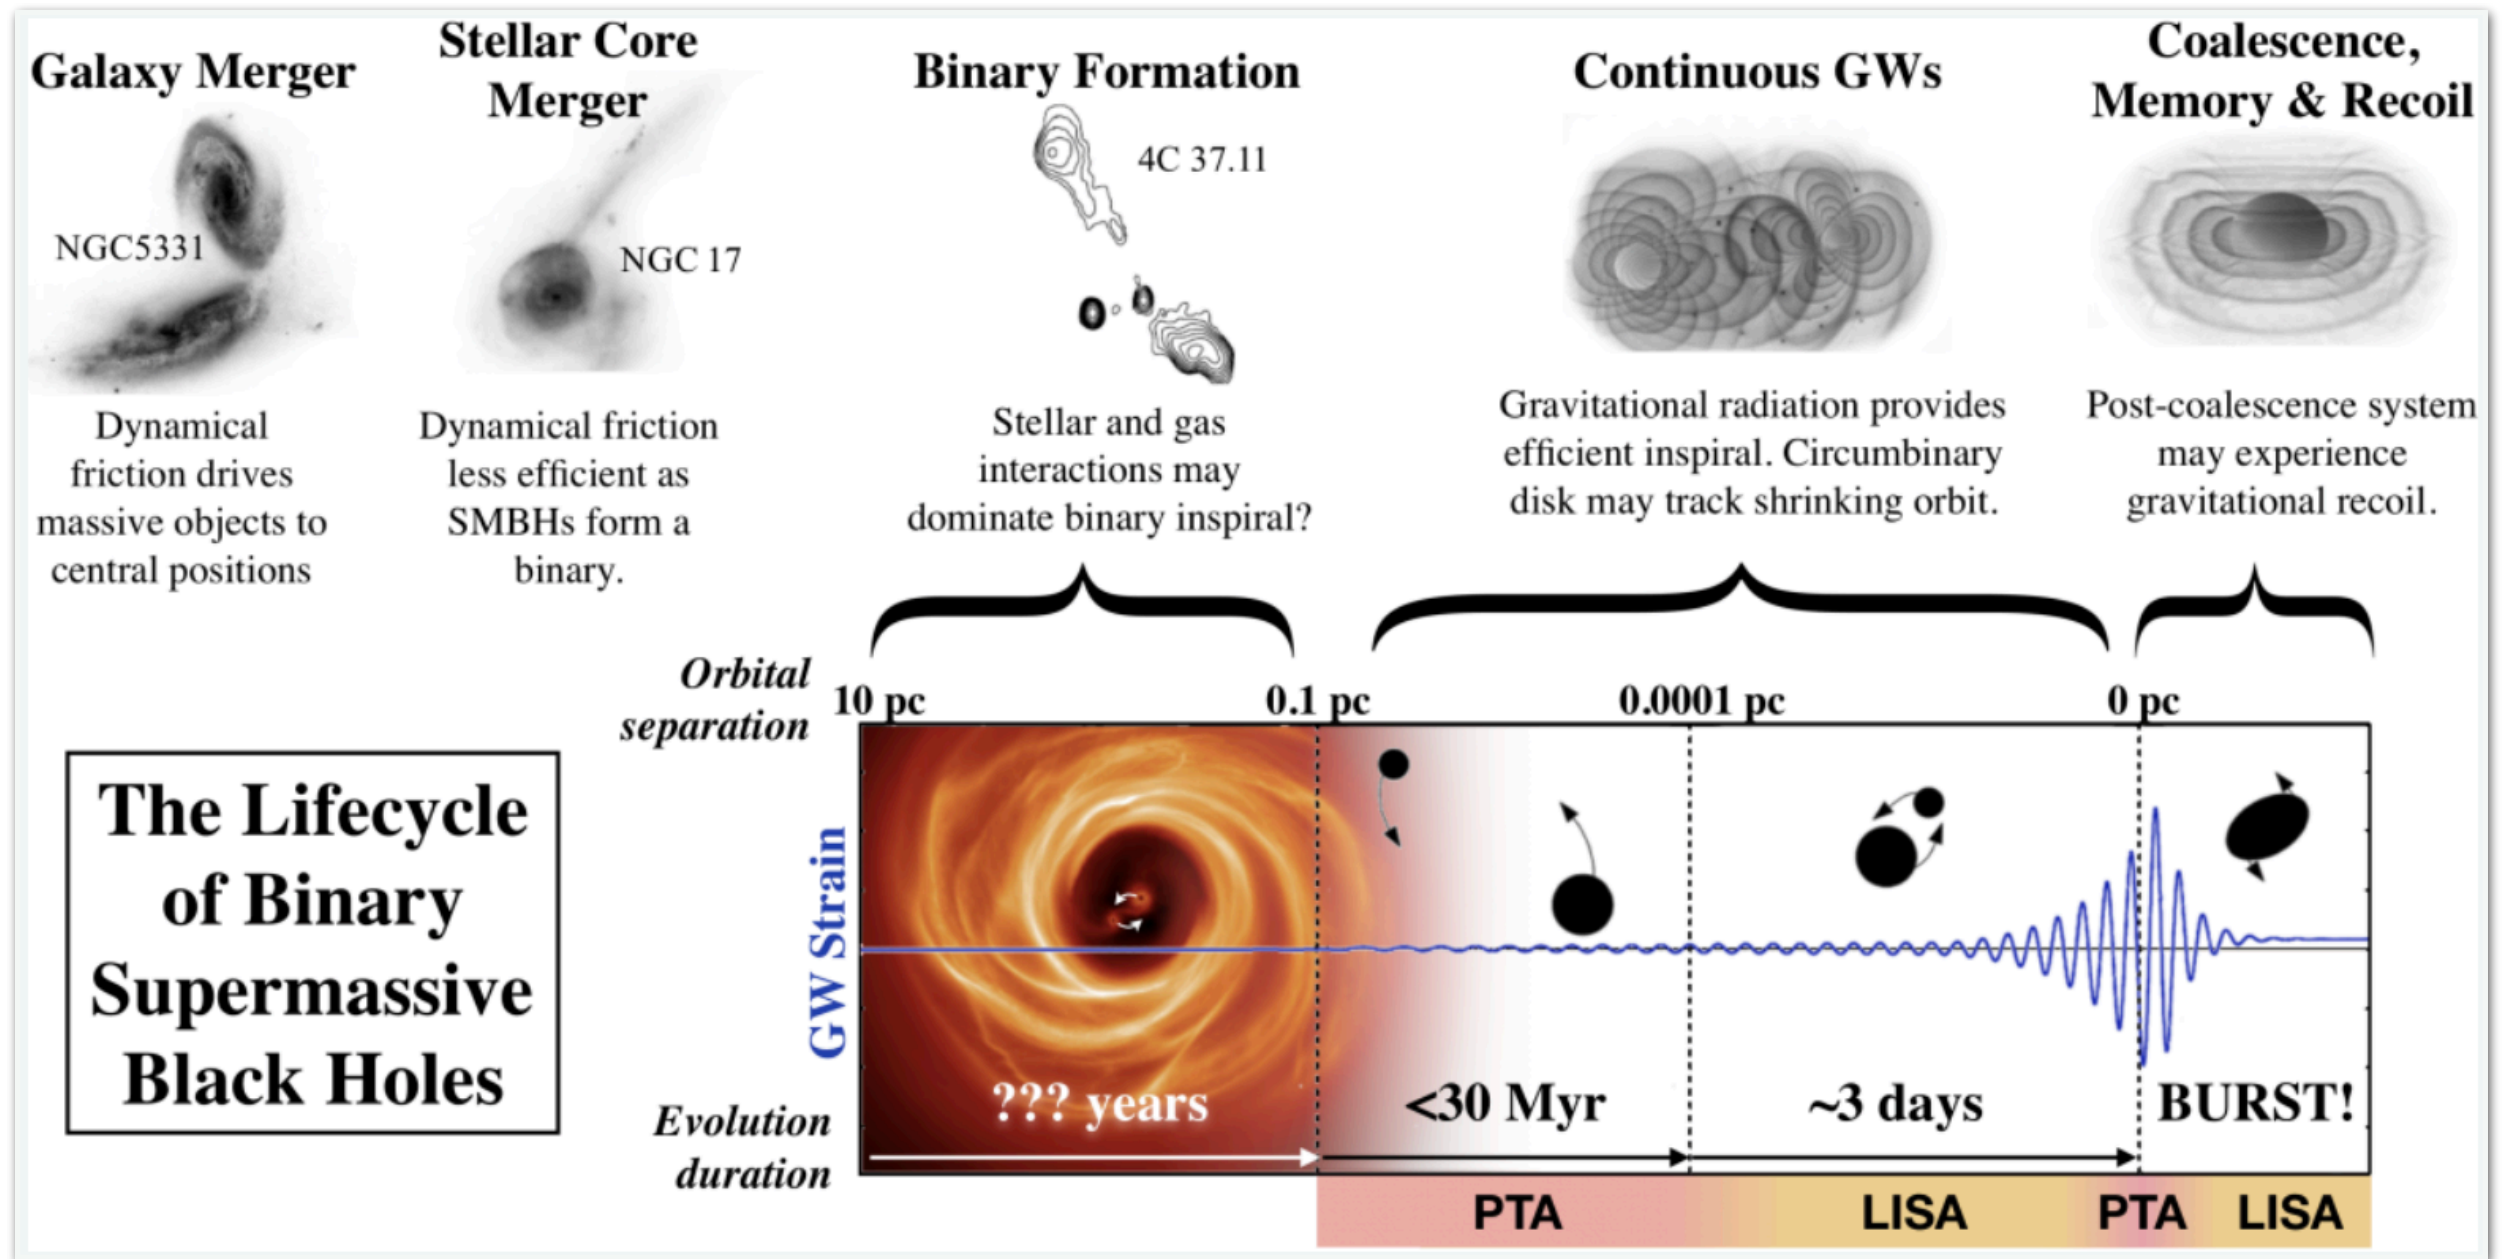 Galaxy Merger
NGC5331
Dynamical
friction drives
massive objects to
central positions
Stellar Core
Merger
NGC 17
Dynamical friction
less efficient as
SMBHs form a
binary.
Binary Formation
4C 37.11
Stellar and gas
interactions may
dominate binary inspiral?
Continuous GWs
Gravitational radiation provides
efficient inspiral. Circumbinary
disk may track shrinking orbit.
Coalescence,
Memory & Recoil
Post-coalescence system
may experience
gravitational recoil.
The Lifecycle
of Binary
Supermassive
Black Holes
Orbital
separation
10 pc
0.1 pc
0.0001 pc
0 pc
GW Strain
Evolution
duration
??? years
<30 Myr
~3 days
BURST!
PTA
LISA
PTA
LISA